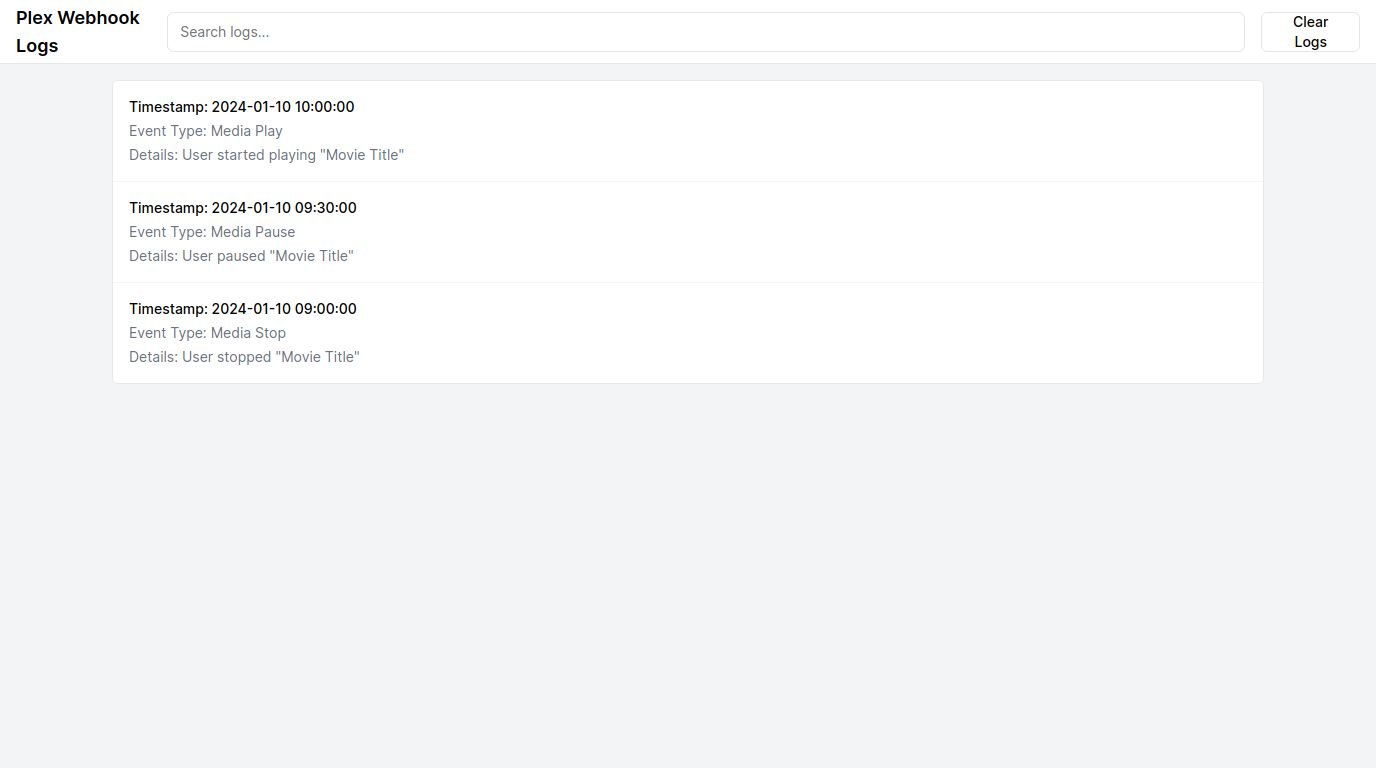 Plex Webhook
Logs
Search logs...
Clear
Logs
Timestamp: 2024-01-10 10:00:00
Event Type: Media Play
Details: User started playing "Movie Title"
Timestamp: 2024-01-10 09:30:00
Event Type: Media Pause
Details: User paused "Movie Title"
Timestamp: 2024-01-10 09:00:00
Event Type: Media Stop
Details: User stopped "Movie Title"